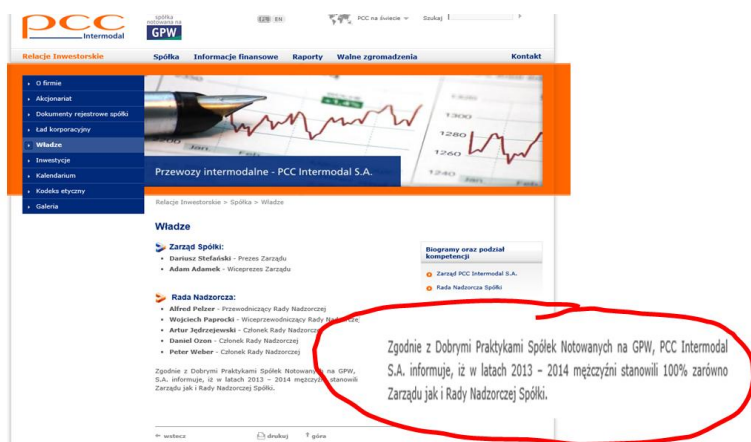 PCC
Intermodal
spółka
notowana na
GPW
EN
PCC na świecie
Szukaj
Relacje Inwestorskie
Spółka Informacje finansowe Raporty Walne zgromadzenia Kontakt
O firmie
Akcjonariat
Dokumenty rejestrowe spółki
Ład korporacyjny
Władze
Inwestycje
Kalendarium
Kodeks etyczny
Galeria
1300
1280
1260
1240
Jan
Przewozy intermodalne - PCC Intermodal S.A.
Relacje Inwestorskie > Spółka > Władze
Władze
Zarząd Spółki:
Dariusz Stefański - Prezes Zarządu
Adam Adamek - Wiceprezes Zarządu
Rada Nadzorcza:
Alfred Pelzer - Przewodniczący Rady Nadzorczej
Wojciech Paprocki - Wiceprzewodniczący Rady Nadzorczej
Artur Jędrzejewski - Członek Rady Nadzorczej
Daniel Ozon - Członek Rady Nadzorczej
Peter Weber - Członek Rady Nadzorczej
Biogramy oraz podział
kompetencji
Zarząd PCC Intermodal S.A.
Rada Nadzorcza Spółki
Zgodnie z Dobrymi Praktykami Spółek Notowanych na GPW,
S.A. informuje, iż w latach 2013 – 2014 mężczyźni stanowili
Zarządu jak i Rady Nadzorczej Spółki.
Zgodnie z Dobrymi Praktykami Spółek Notowanych na GPW, PCC Intermodal
S.A. informuje, iż w latach 2013 – 2014 mężczyźni stanowili 100% zarówno
Zarządu jak i Rady Nadzorczej Spółki.
wstecz drukuj góra